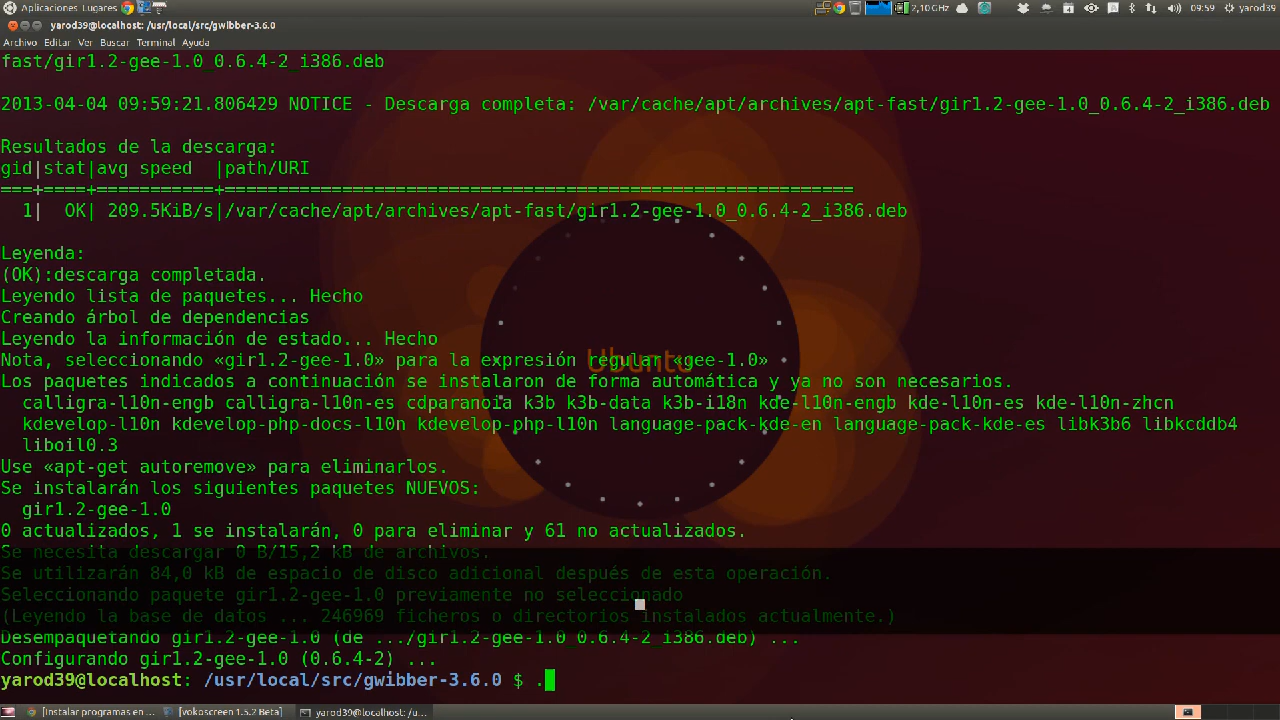 Aplicaciones Lugares 2,10 GHz 09:59 yarod39
yarod39@localhost: /usr/local/src/gwibber-3.6.0
Archivo Editar Ver Buscar Terminal Ayuda
fast/gir1.2-gee-1.0_0.6.4-2_i386.deb
2013-04-04 09:59:21.806429 NOTICE - Descarga completa: /var/cache/apt/archives/apt-fast/gir1.2-gee-1.0_0.6.4-2_i386.deb
Resultados de la descarga:
gid|stat|avg speed  |path/URI
===+====+===========+===========================================================
1|  OK| 209.5KiB/s|/var/cache/apt/archives/apt-fast/gir1.2-gee-1.0_0.6.4-2_i386.deb
Leyenda:
(OK):descarga completada.
Leyendo lista de paquetes... Hecho
Creando árbol de dependencias
Leyendo la información de estado... Hecho
Nota, seleccionando «gir1.2-gee-1.0» para la expresión regular «gee-1.0»
Ubuntu
Los paquetes indicados a continuación se instalaron de forma automática y ya no son necesarios.
calligra-l10n-engb calligra-l10n-es cdparanoia k3b k3b-data k3b-i18n kde-l10n-engb kde-l10n-es kde-l10n-zhcn
kdevelop-l10n kdevelop-php-docs-l10n kdevelop-php-l10n language-pack-kde-en language-pack-kde-es libk3b6 libkcddb4
liboil0.3
Use «apt-get autoremove» para eliminarlos.
Se instalarán los siguientes paquetes NUEVOS:
gir1.2-gee-1.0
0 actualizados, 1 se instalarán, 0 para eliminar y 61 no actualizados.
Se necesita descargar 0 B/15,2 kB de archivos.
Se utilizarán 84,0 kB de espacio de disco adicional después de esta operación.
Seleccionando paquete gir1.2-gee-1.0 previamente no seleccionado
(Leyendo la base de datos ... 246969 ficheros o directorios instalados actualmente.)
Desempaquetando gir1.2-gee-1.0 (de .../gir1.2-gee-1.0_0.6.4-2_i386.deb) ...
Configurando gir1.2-gee-1.0 (0.6.4-2) ...
yarod39@localhost: /usr/local/src/gwibber-3.6.0 $ .
[Instalar programas en ... [vokoscreen 1.5.2 Beta] yarod39@localhost: /u...